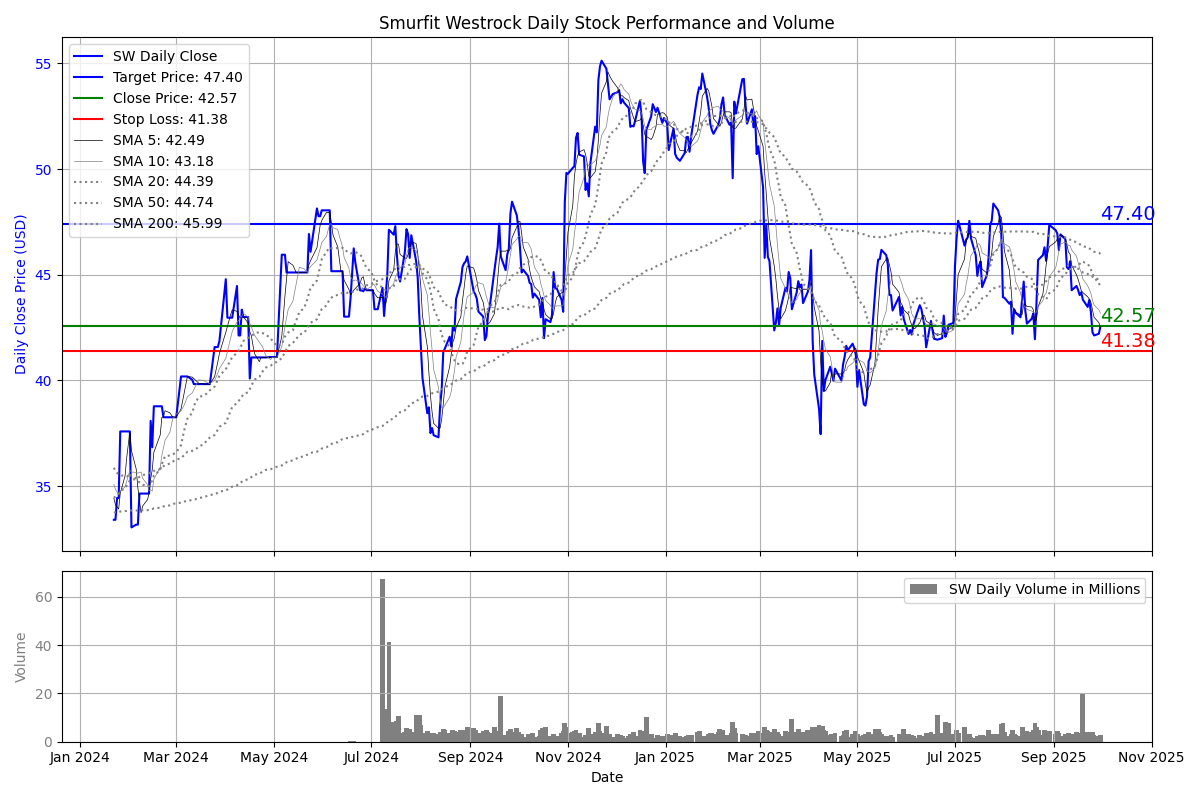 Smurfit Westrock Daily Stock Performance and Volume
SW Daily Close
Target Price: 47.40
Close Price: 42.57
Stop Loss: 41.38
SMA 5: 42.49
SMA 10: 43.18
SMA 20: 44.39
SMA 50: 44.74
SMA 200: 45.99
Daily Close Price (USD)
55
50
45
40
35
47.40
42.57
41.38
SW Daily Volume in Millions
Volume
60
40
20
0
Jan 2024 Mar 2024 May 2024 Jul 2024 Sep 2024 Nov 2024 Jan 2025 Mar 2025 May 2025 Jul 2025 Sep 2025 Nov 2025
Date